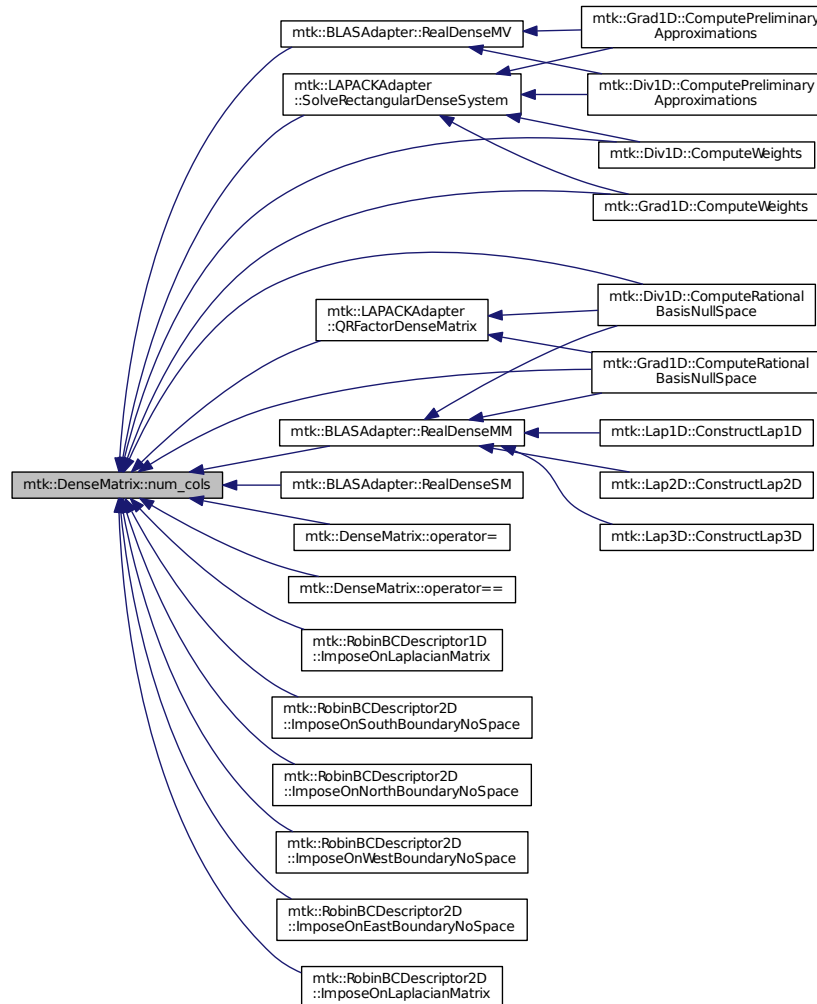 mtk::BLASAdapter::RealDenseMV
mtk::Grad1D::ComputePreliminary
Approximations
mtk::LAPACKAdapter
::SolveRectangularDenseSystem
mtk::Div1D::ComputePreliminary
Approximations
mtk::Div1D::ComputeWeights
mtk::Grad1D::ComputeWeights
mtk::LAPACKAdapter
::QRFactorDenseMatrix
mtk::Div1D::ComputeRational
BasisNullSpace
mtk::Grad1D::ComputeRational
BasisNullSpace
mtk::BLASAdapter::RealDenseMM
mtk::Lap1D::ConstructLap1D
mtk::DenseMatrix::num_cols
mtk::BLASAdapter::RealDenseSM
mtk::Lap2D::ConstructLap2D
mtk::DenseMatrix::operator=
mtk::Lap3D::ConstructLap3D
mtk::DenseMatrix::operator==
mtk::RobinBCDescriptor1D
::ImposeOnLaplacianMatrix
mtk::RobinBCDescriptor2D
::ImposeOnSouthBoundaryNoSpace
mtk::RobinBCDescriptor2D
::ImposeOnNorthBoundaryNoSpace
mtk::RobinBCDescriptor2D
::ImposeOnWestBoundaryNoSpace
mtk::RobinBCDescriptor2D
::ImposeOnEastBoundaryNoSpace
mtk::RobinBCDescriptor2D
::ImposeOnLaplacianMatrix